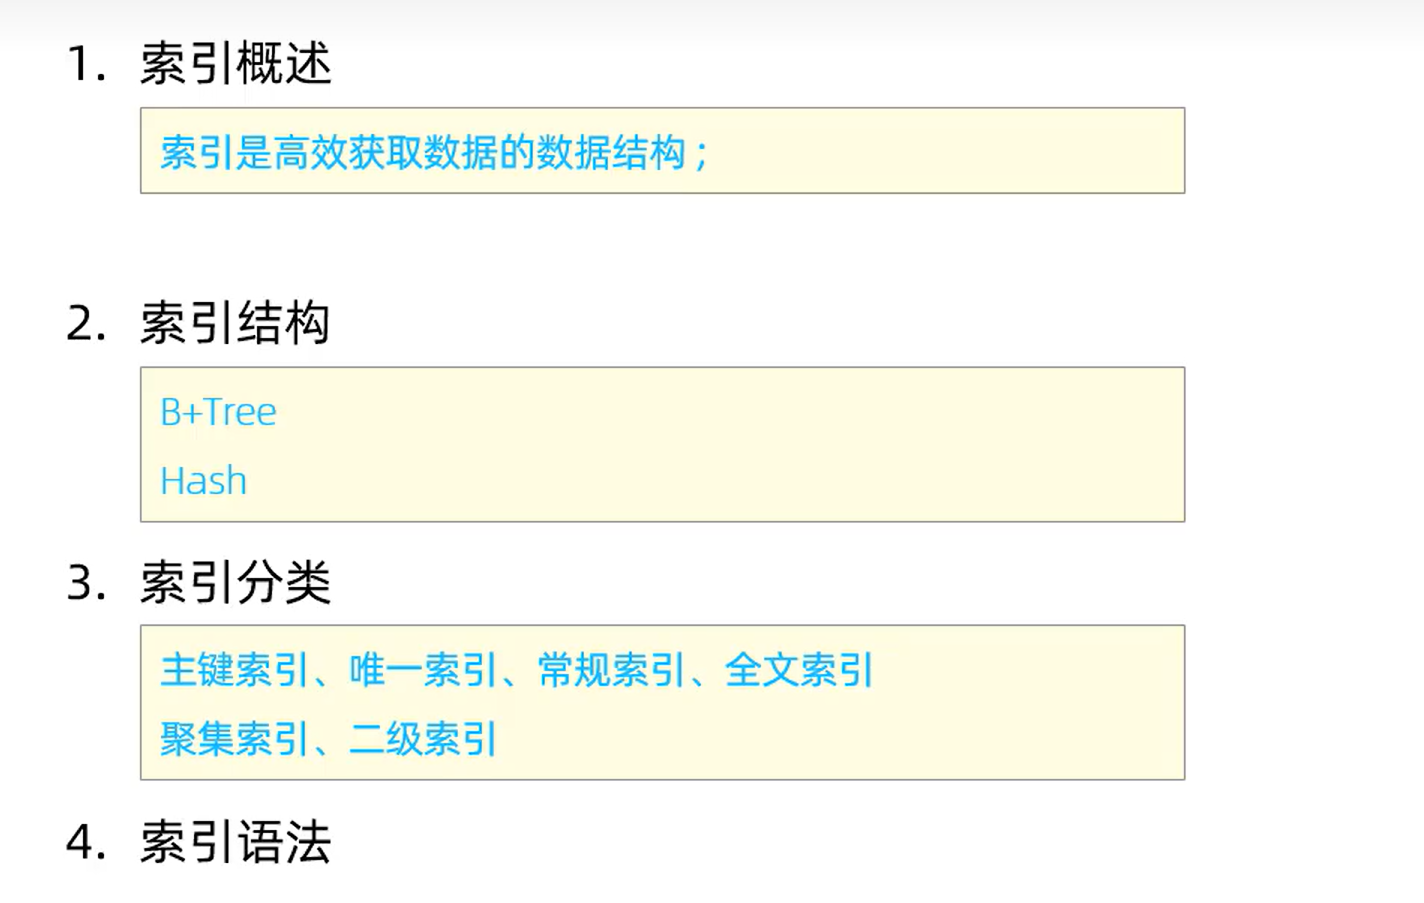 1. 索引概述
索引是高效获取数据的数据结构；
2. 索引结构
B+Tree
Hash
3. 索引分类
主键索引、唯一索引、常规索引、全文索引
聚集索引、二级索引
4. 索引语法